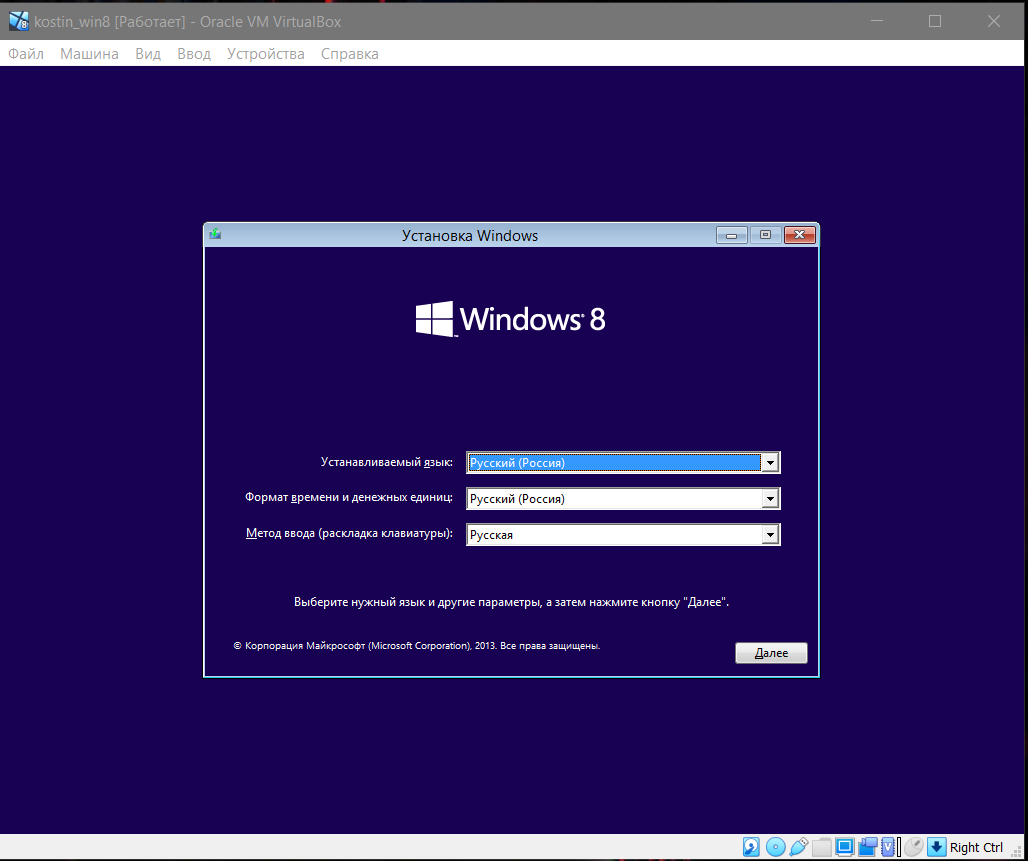 kostin_win8 [Работает] - Oracle VM VirtualBox
Файл Машина Вид Ввод Устройства Справка
Установка Windows
Windows 8
Устанавливаемый язык: Русский (Россия)
Формат времени и денежных единиц: Русский (Россия)
Метод ввода (раскладка клавиатуры): Русская
Выберите нужный язык и другие параметры, а затем нажмите кнопку "Далее".
© Корпорация Майкрософт (Microsoft Corporation), 2013. Все права защищены.
Далее
Right Ctrl